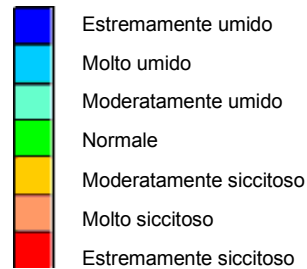 Estremamente umido
Molto umido
Moderatamente umido
Normale
Moderatamente siccitoso
Molto siccitoso
Estremamente siccitoso